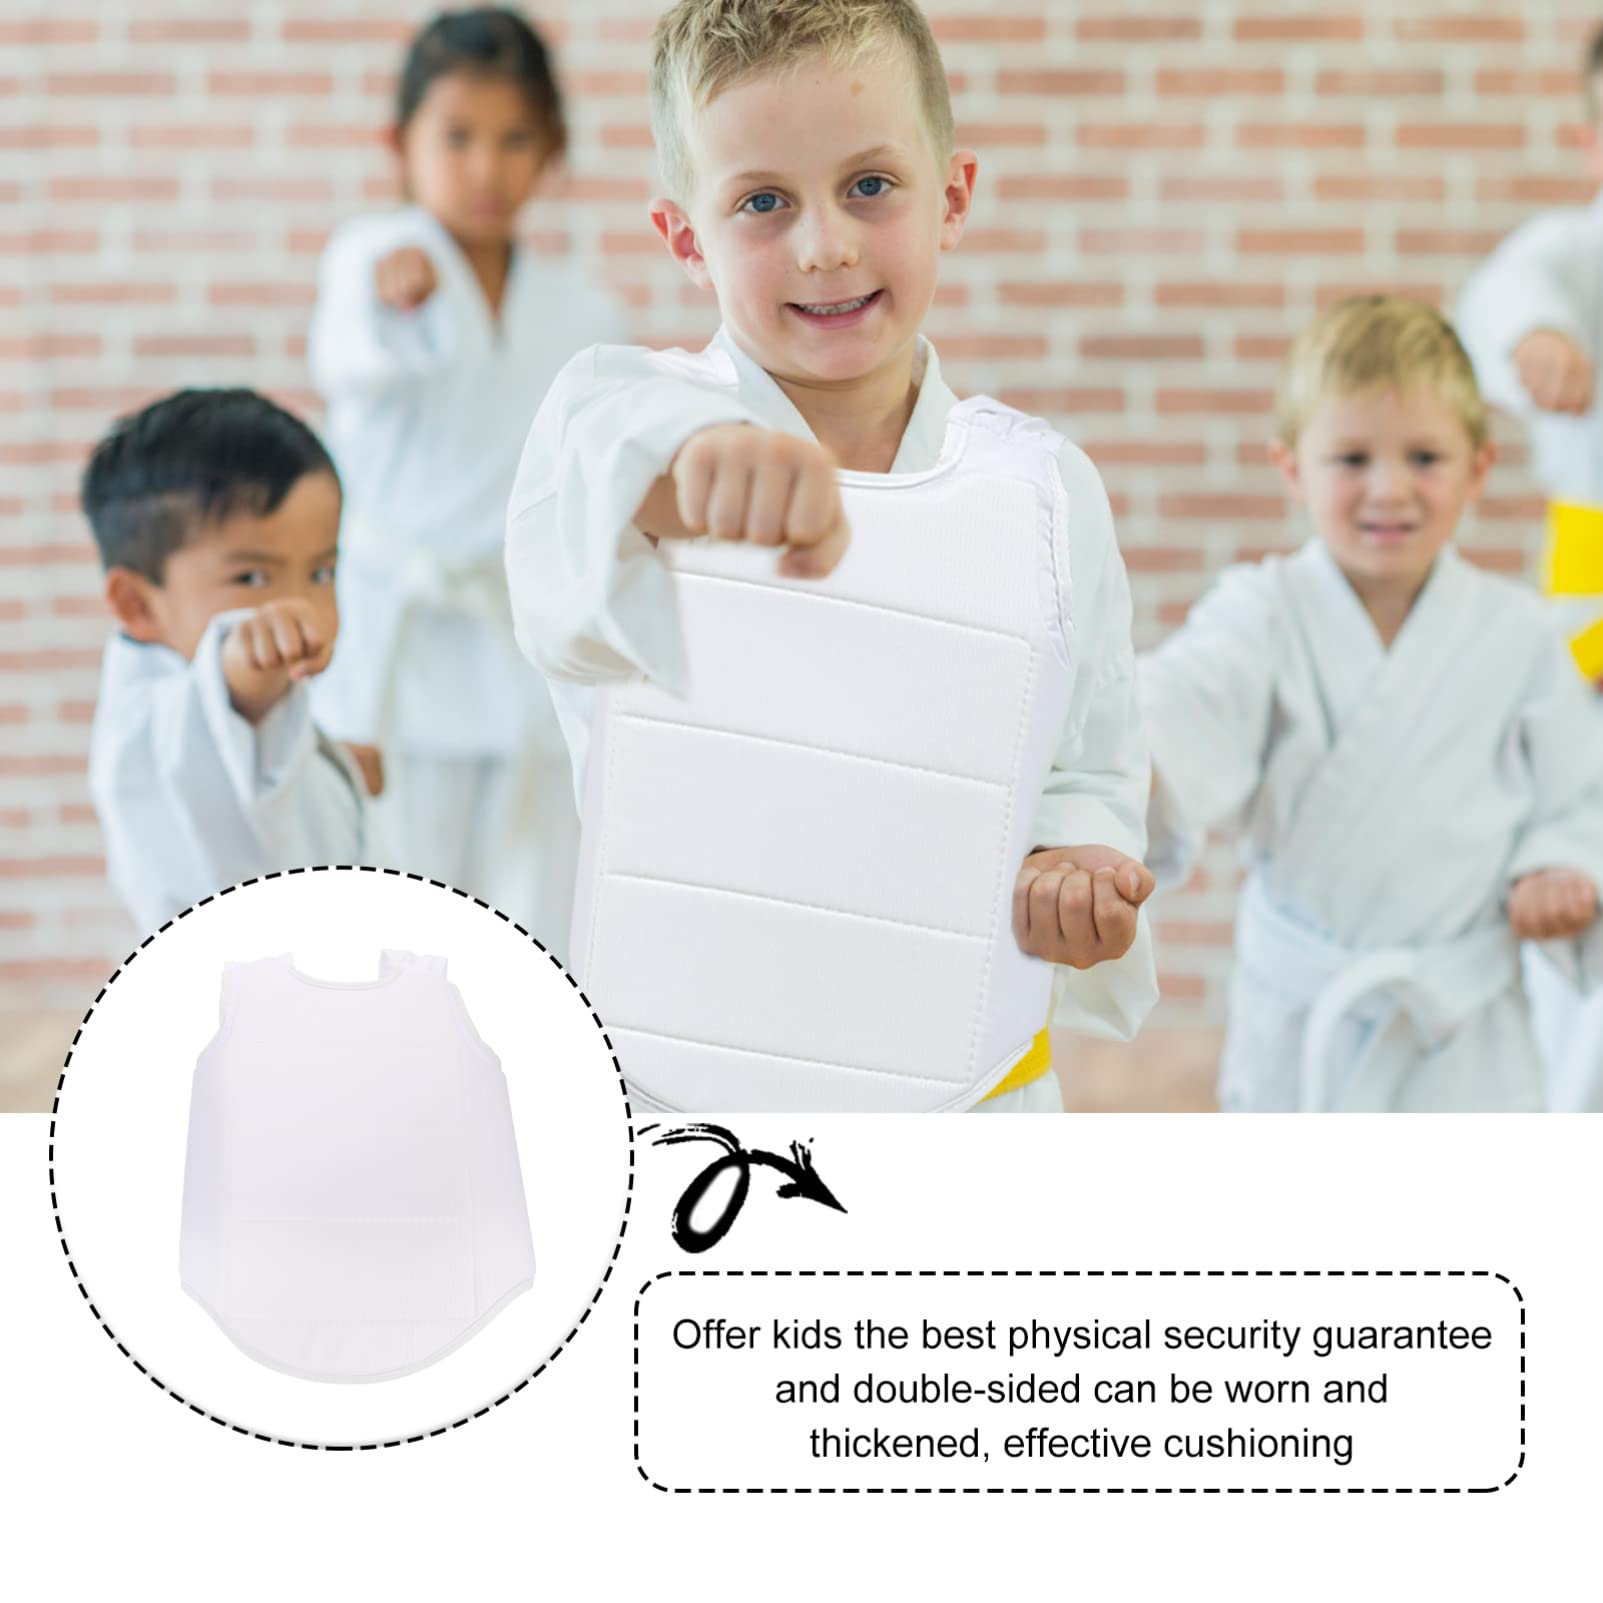 Offer kids the best physical security guarantee
and double-sided can be worn and
thickened, effective cushioning